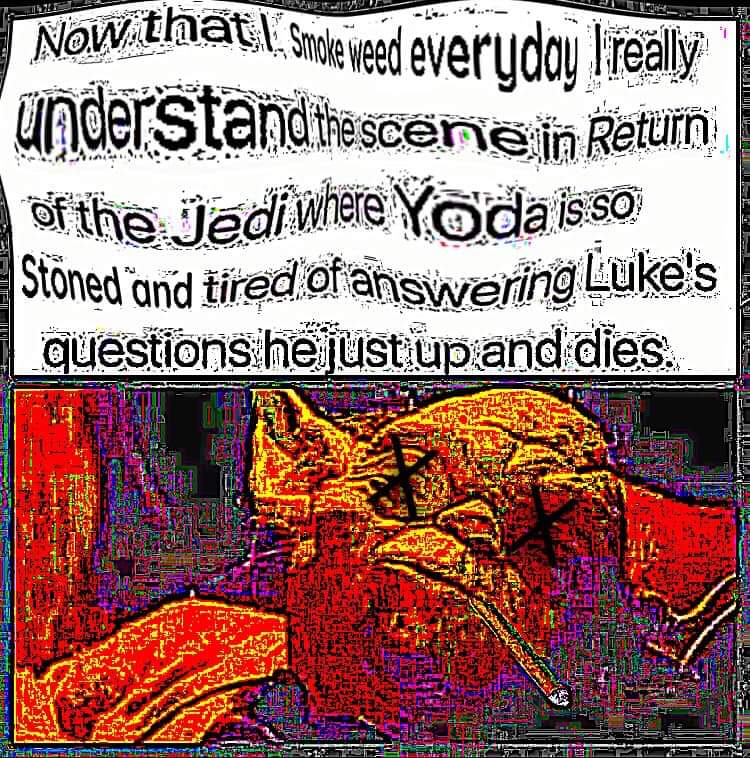 Now that I Smoke weed everyday I really
understand the scene in Return
of the Jedi where Yoda is so
Stoned and tired of answering Luke's
questions he just up and dies.